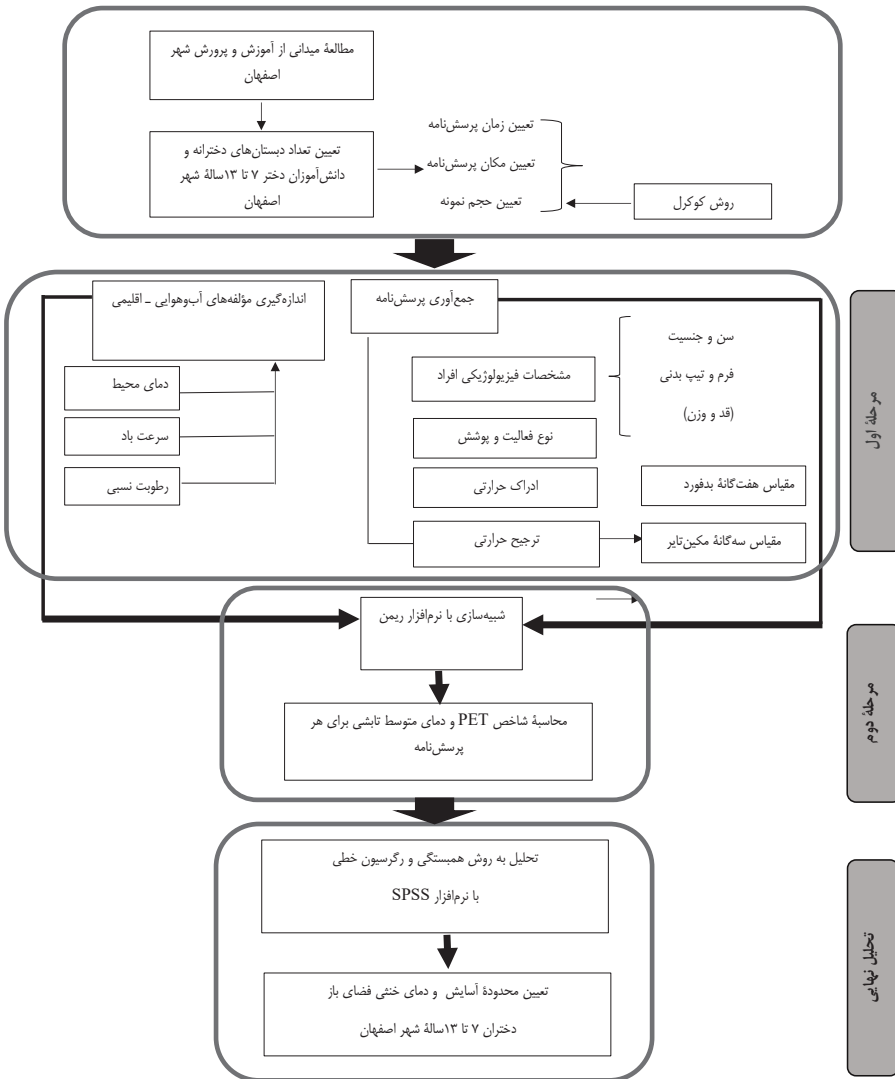 مطالعهٔ میدانی از آموزش و پرورش شهر
اصفهان
تعیین تعداد دبستان‌های دخترانه و
دانش‌آموزان دختر ۷ تا ۱۳سالهٔ شهر
اصفهان
تعیین زمان پرسش‌نامه
تعیین مکان پرسش‌نامه
تعیین حجم نمونه
روش کوکرل
مرحلهٔ اول
جمع‌آوری پرسش‌نامه
سن و جنسیت
فرم و تیپ بدنی
(قد و وزن)
مشخصات فیزیولوژیکی افراد
نوع فعالیت و پوشش
ادراک حرارتی
مقیاس هفت‌گانهٔ بدفورد
ترجیح حرارتی
مقیاس سه‌گانهٔ مکین‌تایر
اندازه‌گیری مؤلفه‌های آب‌وهوایی ـ اقلیمی
دمای محیط
سرعت باد
رطوبت نسبی
مرحلهٔ دوم
شبیه‌سازی با نرم‌افزار ریمن
محاسبهٔ شاخص PET و دمای متوسط تابشی برای هر
پرسش‌نامه
تحلیل نهایی
تحلیل به روش همبستگی و رگرسیون خطی
با نرم‌افزار SPSS
تعیین محدودهٔ آسایش و دمای خنثی فضای باز
دختران ۷ تا ۱۳سالهٔ شهر اصفهان